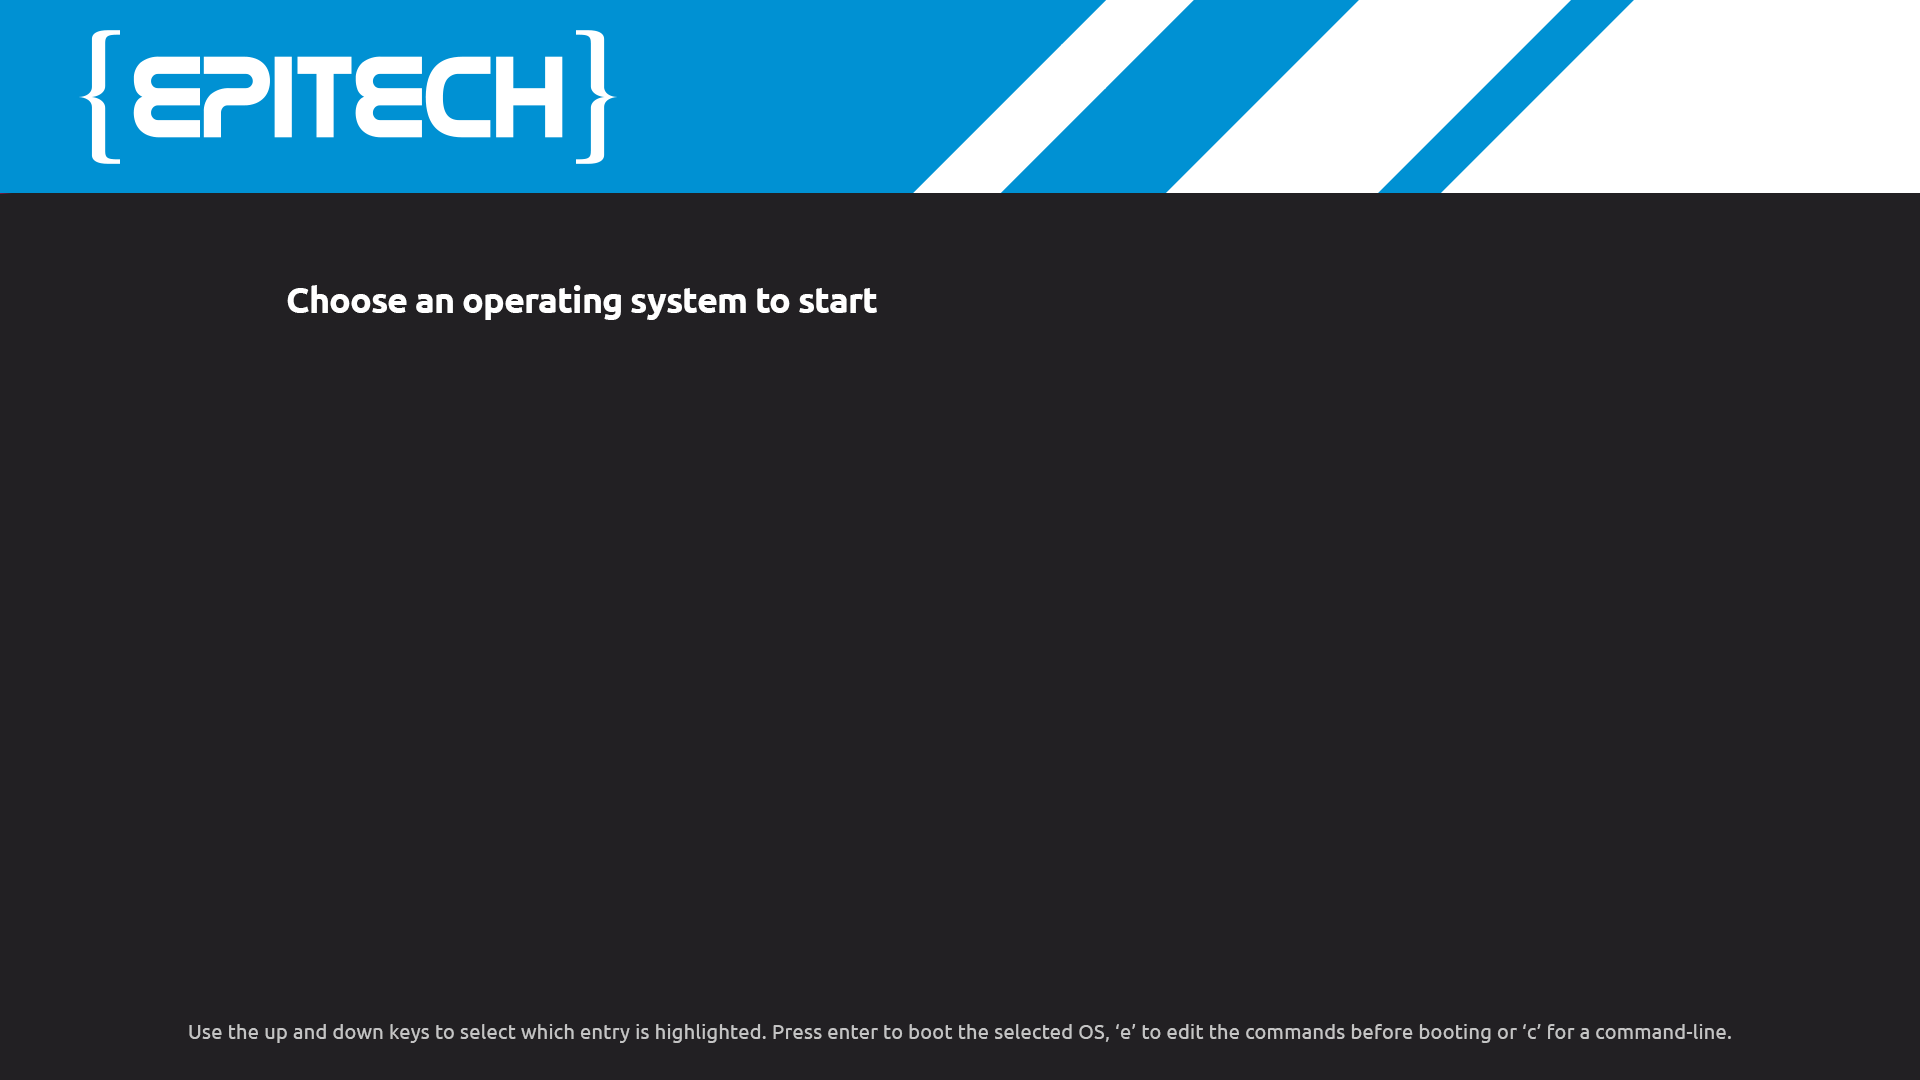 {EPITECH}
Choose an operating system to start
Use the up and down keys to select which entry is highlighted. Press enter to boot the selected OS, ‘e’ to edit the commands before booting or ‘c’ for a command-line.